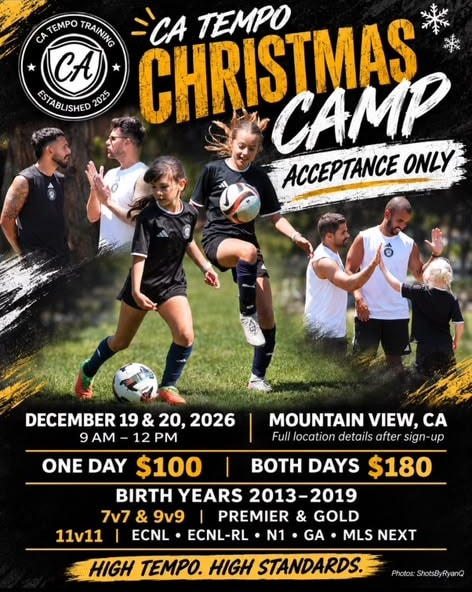 CA TEMPO TRAINING
CA
ESTABLISHED 2025
CA TEMPO
CHRISTMAS
CAMP
ACCEPTANCE ONLY
DECEMBER 19 & 20, 2026 | MOUNTAIN VIEW, CA
9 AM – 12 PM | Full location details after sign-up
ONE DAY $100 | BOTH DAYS $180
BIRTH YEARS 2013–2019
7v7 & 9v9 | PREMIER & GOLD
11v11 | ECNL • ECNL-RL • N1 • GA • MLS NEXT
HIGH TEMPO. HIGH STANDARDS.
Photos: ShotsByRyanQ